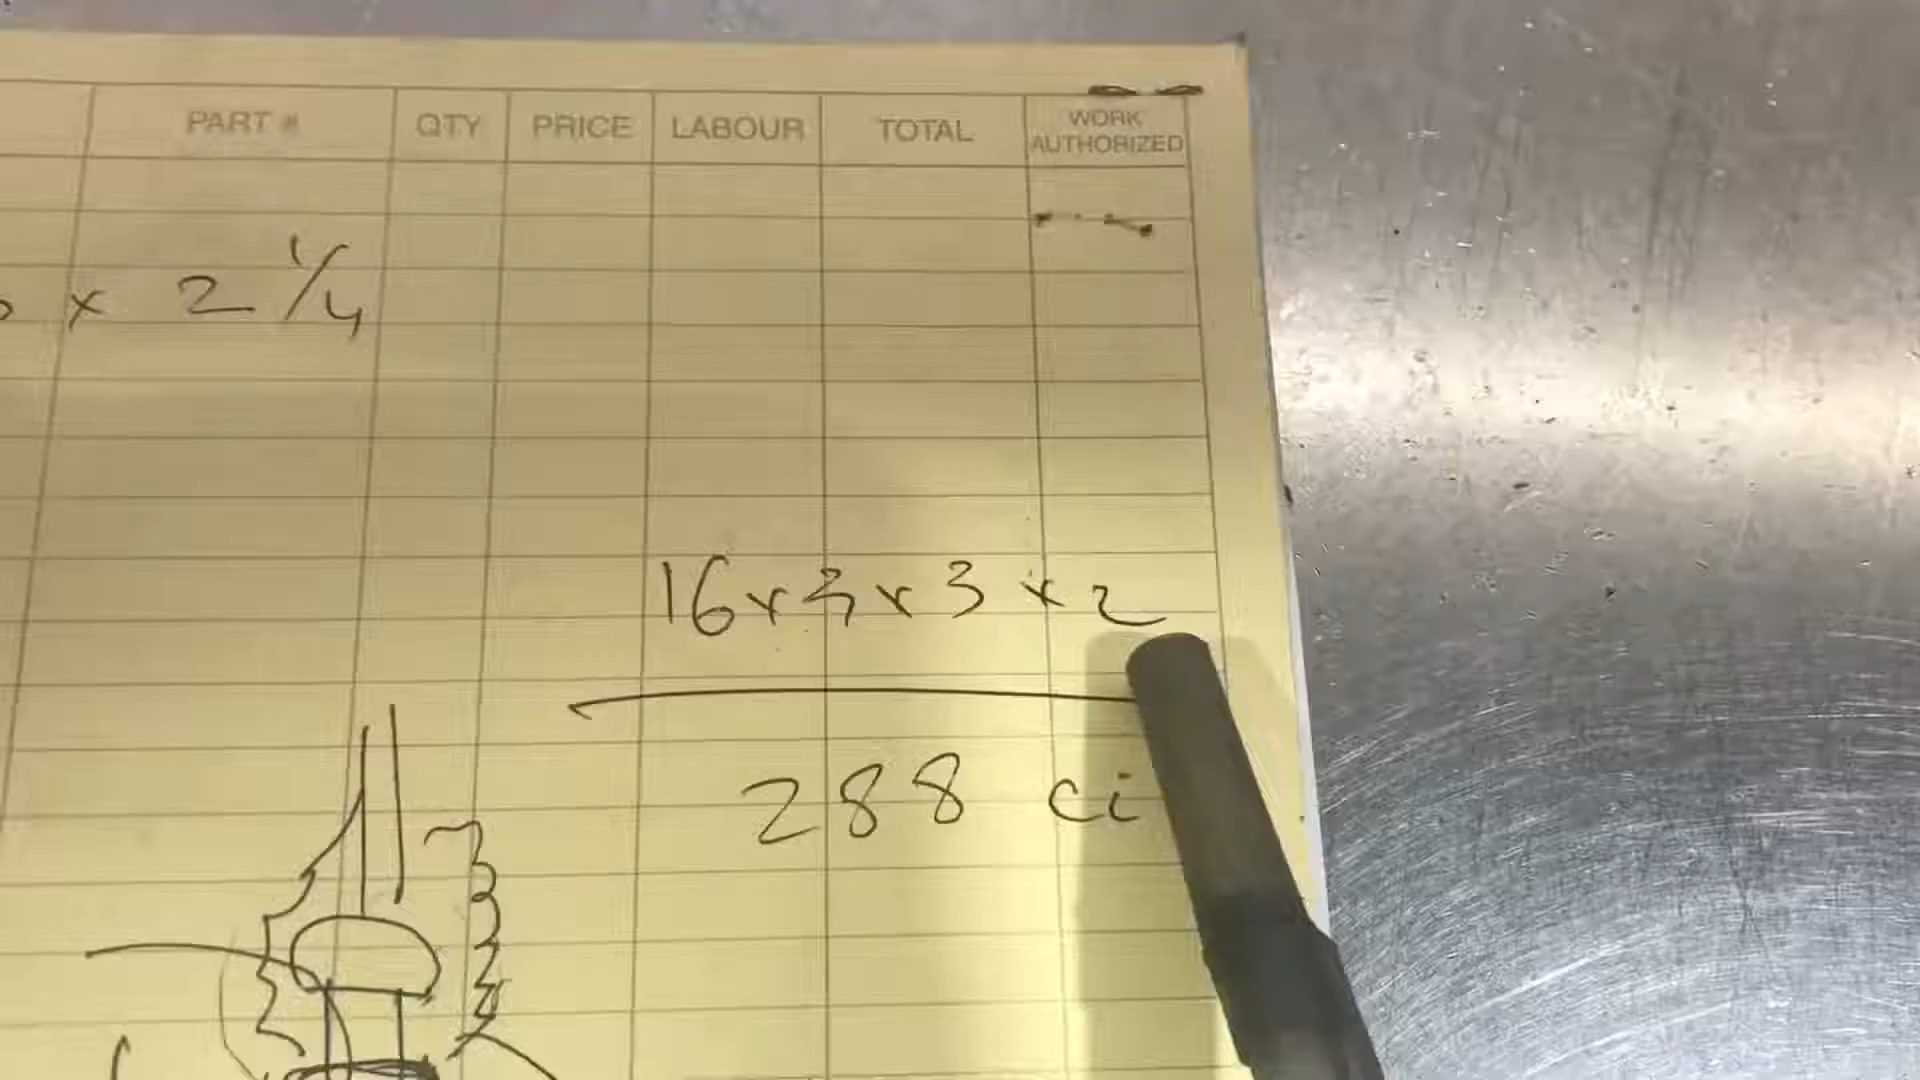 PART # QTY PRICE LABOUR TOTAL WORK AUTHORIZED
x 2 1/4
16 x 3 x 3 x 2
288 ci